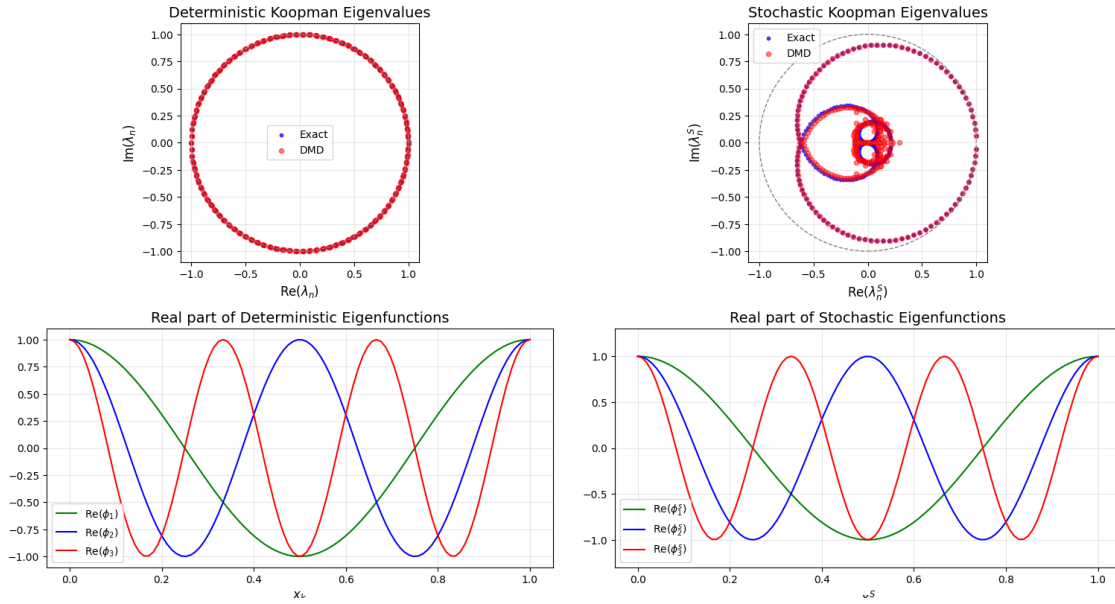 Deterministic Koopman Eigenvalues
1.00
0.75
0.50
0.25
0.00
−0.25
−0.50
−0.75
−1.00
Im(λₙ)
Exact
DMD
−1.0
−0.5
0.0
0.5
1.0
Re(λₙ)
Stochastic Koopman Eigenvalues
1.00
0.75
0.50
0.25
0.00
−0.25
−0.50
−0.75
−1.00
Im(λₙˢ)
Exact
DMD
−1.0
−0.5
0.0
0.5
1.0
Re(λₙˢ)
Real part of Deterministic Eigenfunctions
1.00
0.75
0.50
0.25
0.00
−0.25
−0.50
−0.75
−1.00
Re(ϕ₁)
Re(ϕ₂)
Re(ϕ₃)
0.0
0.2
0.4
0.6
0.8
1.0
xₖ
Real part of Stochastic Eigenfunctions
1.0
0.5
0.0
−0.5
−1.0
Re(ϕ₁ˢ)
Re(ϕ₂ˢ)
Re(ϕ₃ˢ)
0.0
0.2
0.4
0.6
0.8
1.0